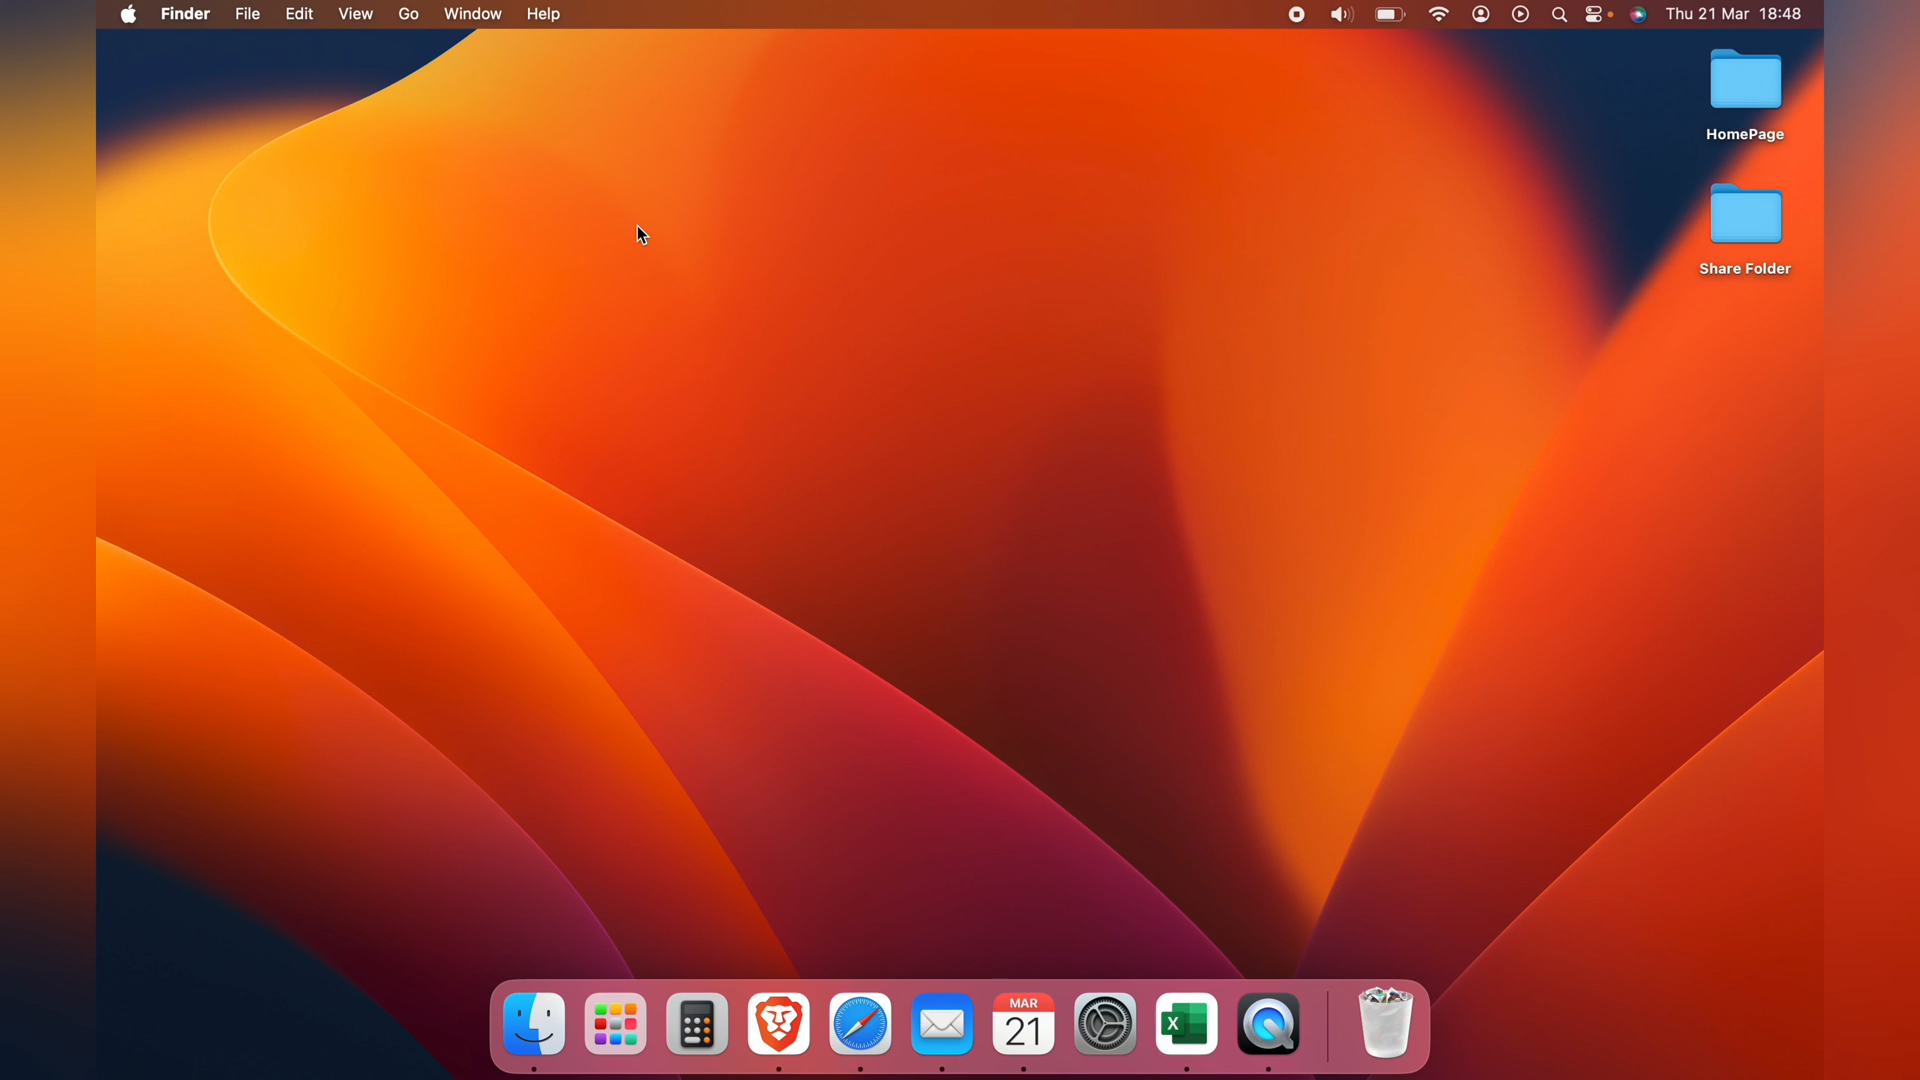 Finder File Edit View Go Window Help Thu 21 Mar 18:48
HomePage
Share Folder
MAR
21
X